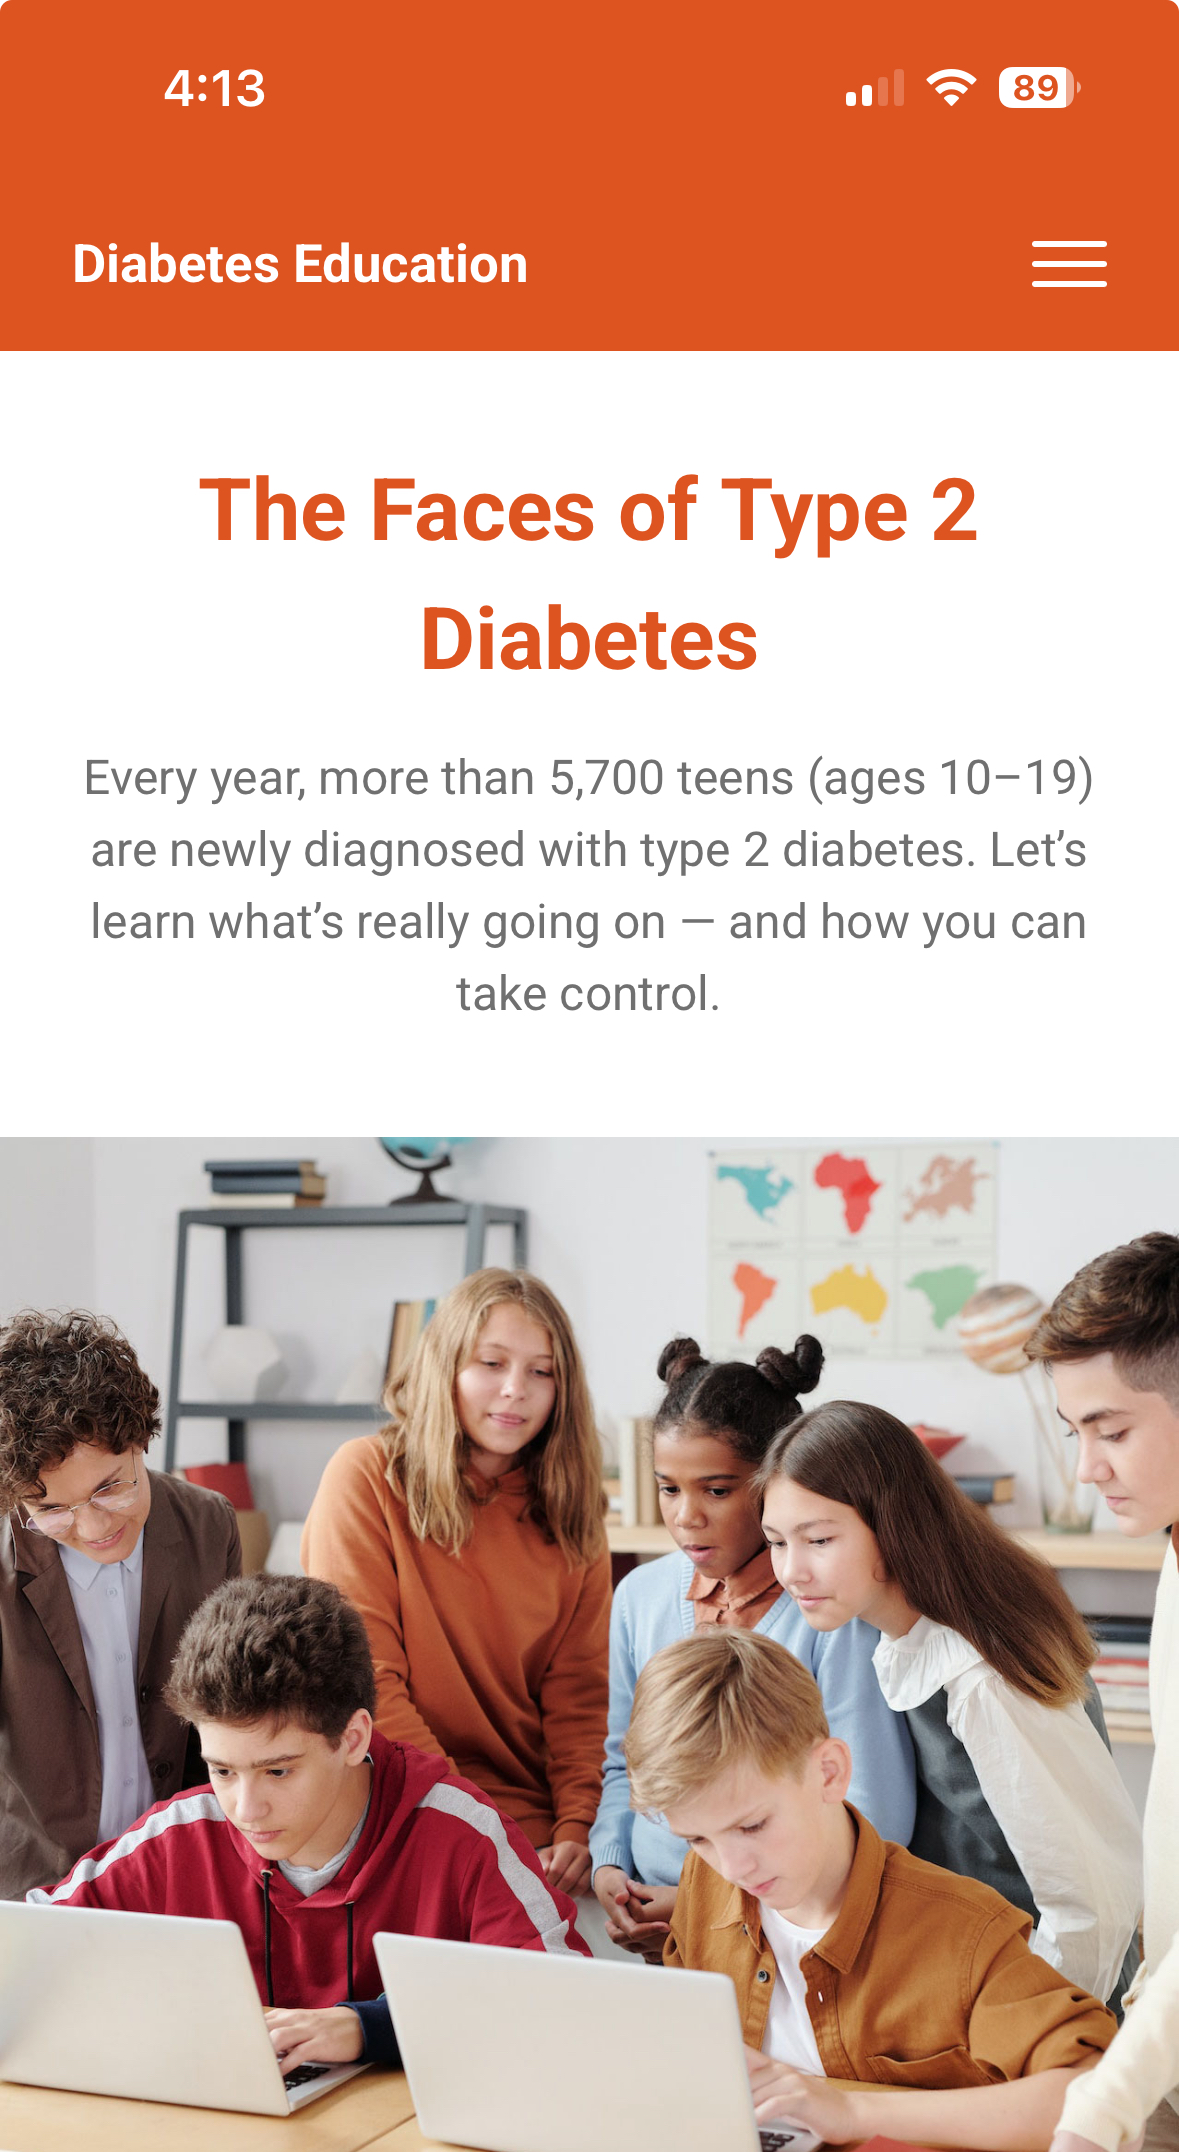 4:13
89
Diabetes Education
The Faces of Type 2
Diabetes
Every year, more than 5,700 teens (ages 10–19)
are newly diagnosed with type 2 diabetes. Let’s
learn what’s really going on — and how you can
take control.